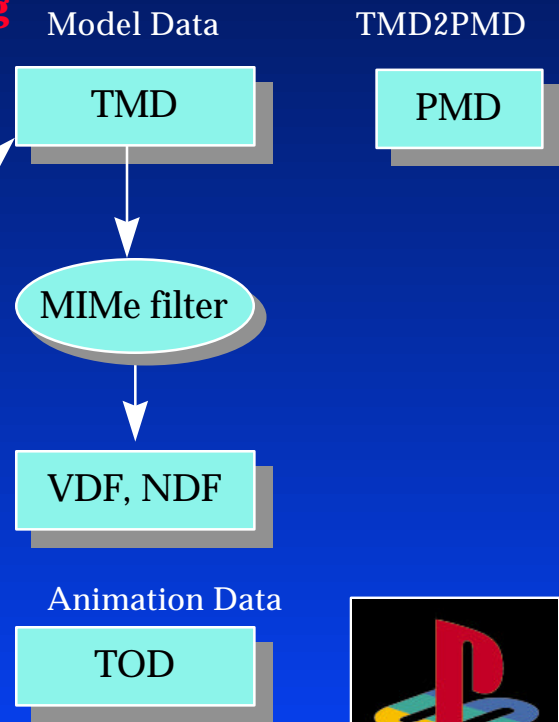 g
Model Data
TMD2PMD
TMD
PMD
MIMe filter
VDF, NDF
Animation Data
TOD